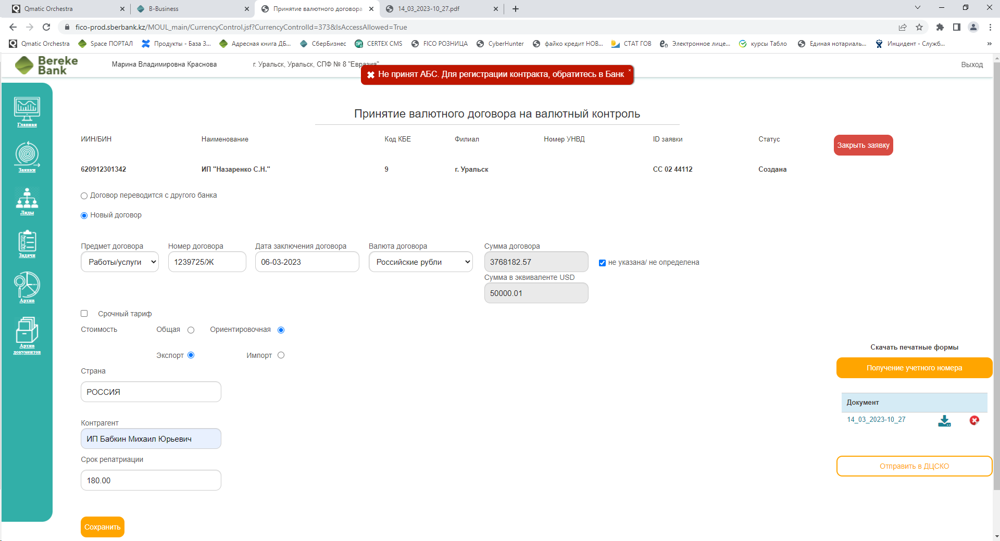 Qmatic Orchestra
B-Business
Принятие валютного договора
14_03_2023-10_27.pdf
fico-prod.sberbank.kz/MOUL_main/CurrencyControl.jsf?CurrencyControlId=373&IsAccessAllowed=True
Qmatic Orchestra
Space ПОРТАЛ
Продукты - База З...
Адресная книга ДБ...
СберБизнес
CERTEX CMS
FICO РОЗНИЦА
CyberHunter
файко кредит НОВ...
СТАТ ГОВ
Электронное лице...
курсы Табло
Единая нотариаль...
Инцидент - Служб...
Bereke
Bank
Марина Владимировна Краснова
г. Уральск, Уральск, СПФ № 8 "Евразия"
Выход
Не принят АБС. Для регистрации контракта, обратитесь в Банк
Главная
Заявки
Лиды
Задачи
Архив
Архив
документов
Принятие валютного договора на валютный контроль
ИИН/БИН Наименование Код КБЕ Филиал Номер УНВД ID заявки Статус
Закрыть заявку
620912301342 ИП "Назаренко С.Н." 9 г. Уральск СС 02 44112 Создана
Договор переводится с другого банка
Новый договор
Предмет договора Номер договора Дата заключения договора Валюта договора Сумма договора
Работы/услуги 1239725/Ж 06-03-2023 Российские рубли 3768182.57 не указана/ не определена
Сумма в эквиваленте USD
50000.01
Срочный тариф
Стоимость Общая Ориентировочная
Экспорт Импорт
Страна
РОССИЯ
Контрагент
ИП Бабкин Михаил Юрьевич
Срок репатриации
180.00
Сохранить
Скачать печатные формы
Получение учетного номера
Документ
14_03_2023-10_27
Отправить в ДЦСКО